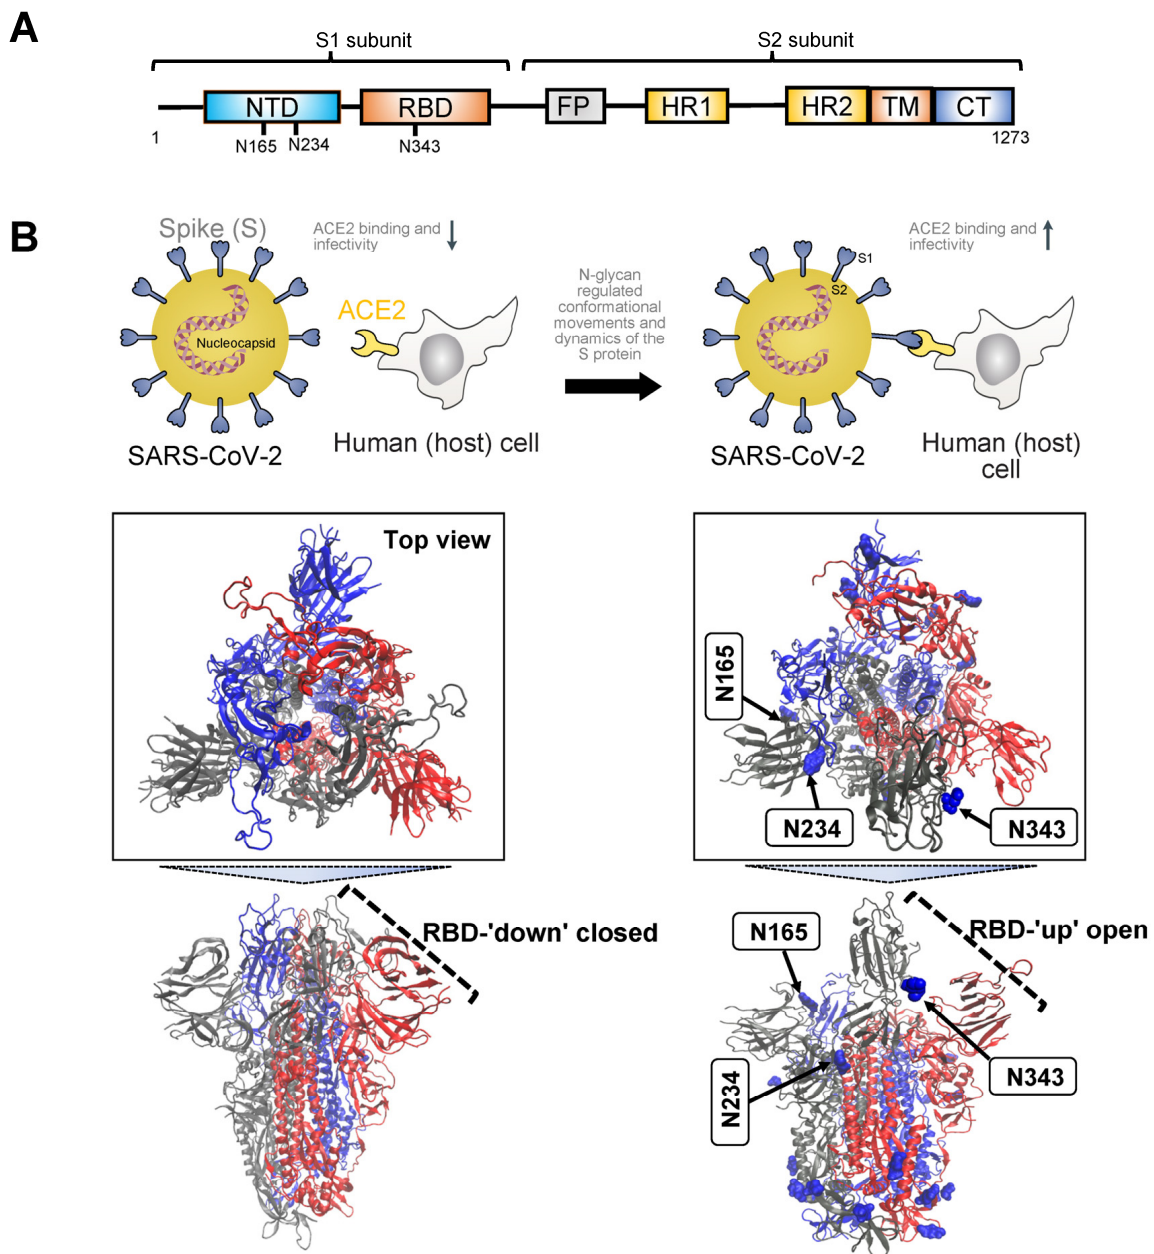 A
S1 subunit
S2 subunit
NTD
RBD
FP
HR1
HR2
TM
CT
1
N165
N234
N343
1273
B
Spike (S)
ACE2 binding and
infectivity
ACE2
Nucleocapsid
SARS-CoV-2
Human (host) cell
N-glycan
regulated
conformational
movements and
dynamics of the
S protein
ACE2 binding and
infectivity
S1
S2
SARS-CoV-2
Human (host)
cell
Top view
N165
N234
N343
RBD-'down' closed
RBD-'up' open
N165
N234
N343